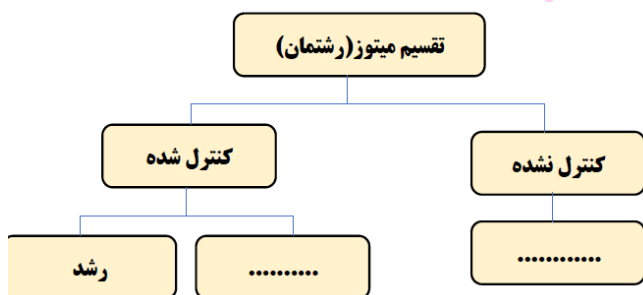 تقسیم میتوز(رشتمان)
کنترل شده
کنترل نشده
رشد
..........
............